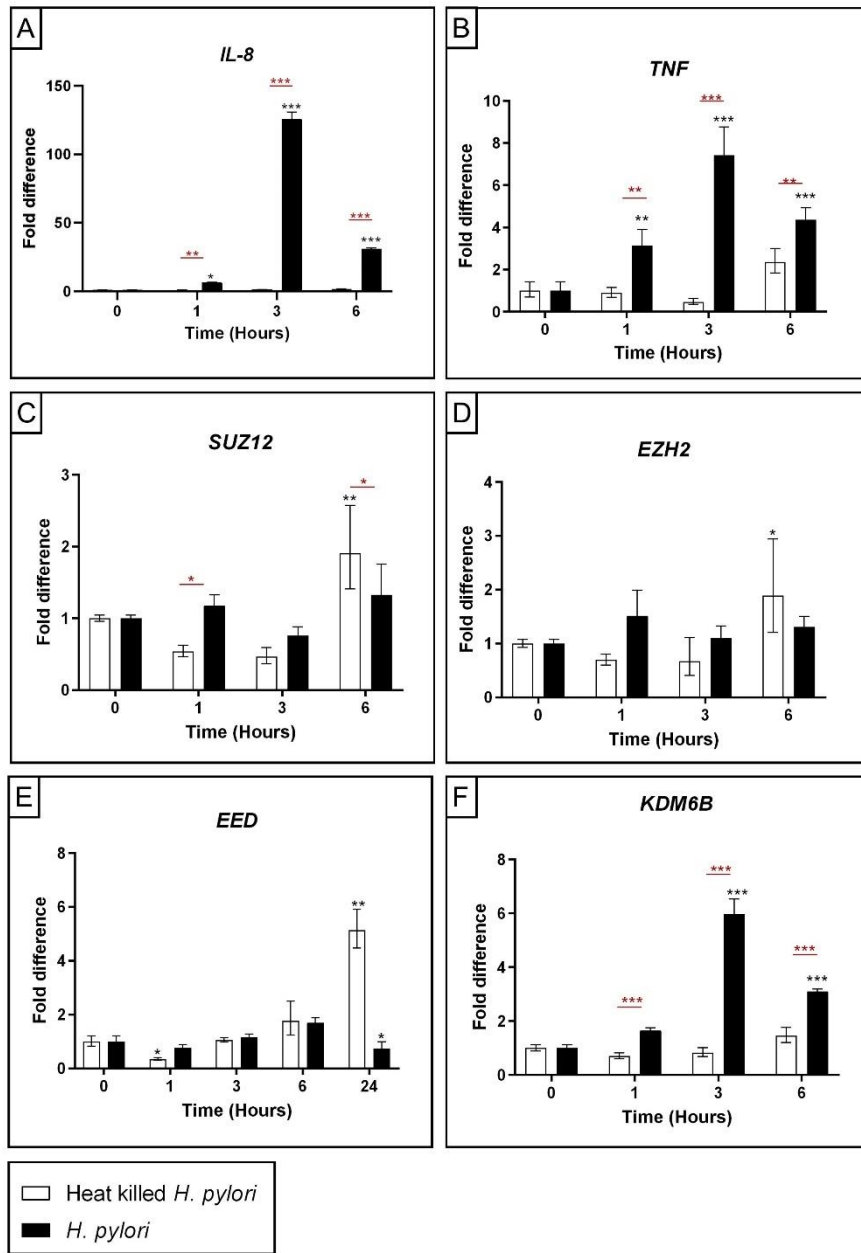 A
IL-8
***
***
150
100
50
0
Fold difference
**
*
***
***
0 1 3 6
Time (Hours)
B
TNF
***
***
10
8
6
4
2
0
Fold difference
**
**
**
***
0 1 3 6
Time (Hours)
C
SUZ12
3
2
1
0
Fold difference
*
**
*
0 1 3 6
Time (Hours)
D
EZH2
4
3
2
1
0
Fold difference
*
0 1 3 6
Time (Hours)
E
EED
8
6
4
2
0
Fold difference
*
**
*
0 1 3 6 24
Time (Hours)
F
KDM6B
8
6
4
2
0
Fold difference
***
***
***
***
***
0 1 3 6
Time (Hours)
Heat killed H. pylori
H. pylori